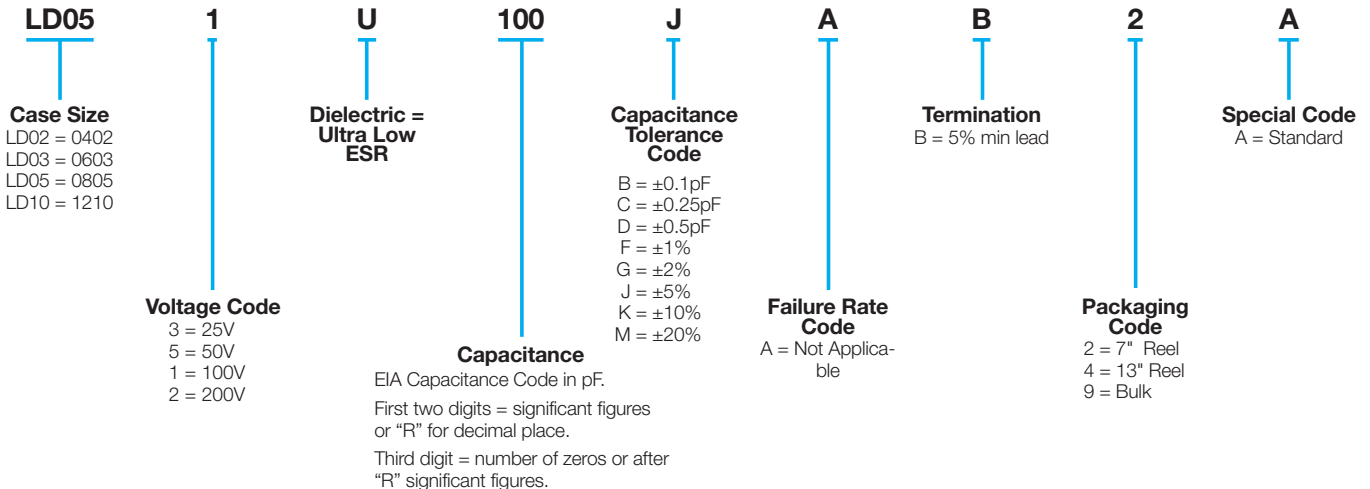 LD05 1 U 100 J A B 2 A
Case Size
LD02 = 0402
LD03 = 0603
LD05 = 0805
LD10 = 1210
Voltage Code
3 = 25V
5 = 50V
1 = 100V
2 = 200V
Dielectric =
Ultra Low
ESR
Capacitance
EIA Capacitance Code in pF.
First two digits = significant figures
or “R” for decimal place.
Third digit = number of zeros or after
“R” significant figures.
Capacitance
Tolerance
Code
B = ±0.1pF
C = ±0.25pF
D = ±0.5pF
F = ±1%
G = ±2%
J = ±5%
K = ±10%
M = ±20%
Failure Rate
Code
A = Not Applica-
ble
Termination
B = 5% min lead
Packaging
Code
2 = 7" Reel
4 = 13" Reel
9 = Bulk
Special Code
A = Standard